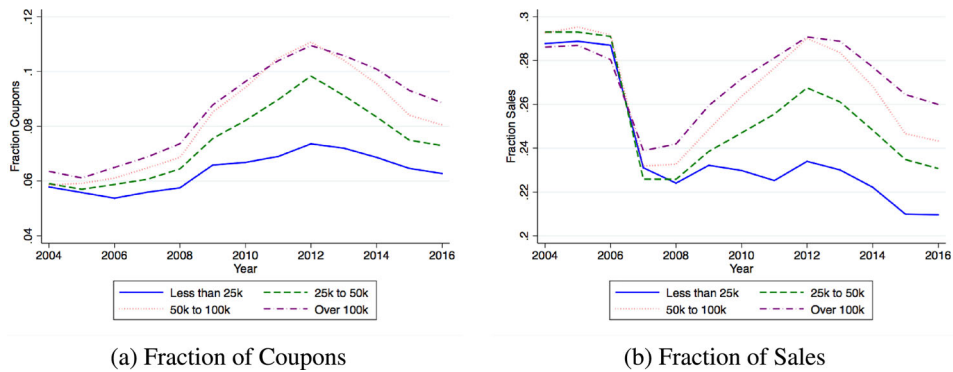 Fraction Coupons
.04 .06 .08 .1 .12
2004 2006 2008 2010 2012 2014 2016
Year
Less than 25k 25k to 50k
50k to 100k Over 100k
(a) Fraction of Coupons
Fraction Sales
.2 .22 .24 .26 .28 .3
2004 2006 2008 2010 2012 2014 2016
Year
Less than 25k 25k to 50k
50k to 100k Over 100k
(b) Fraction of Sales